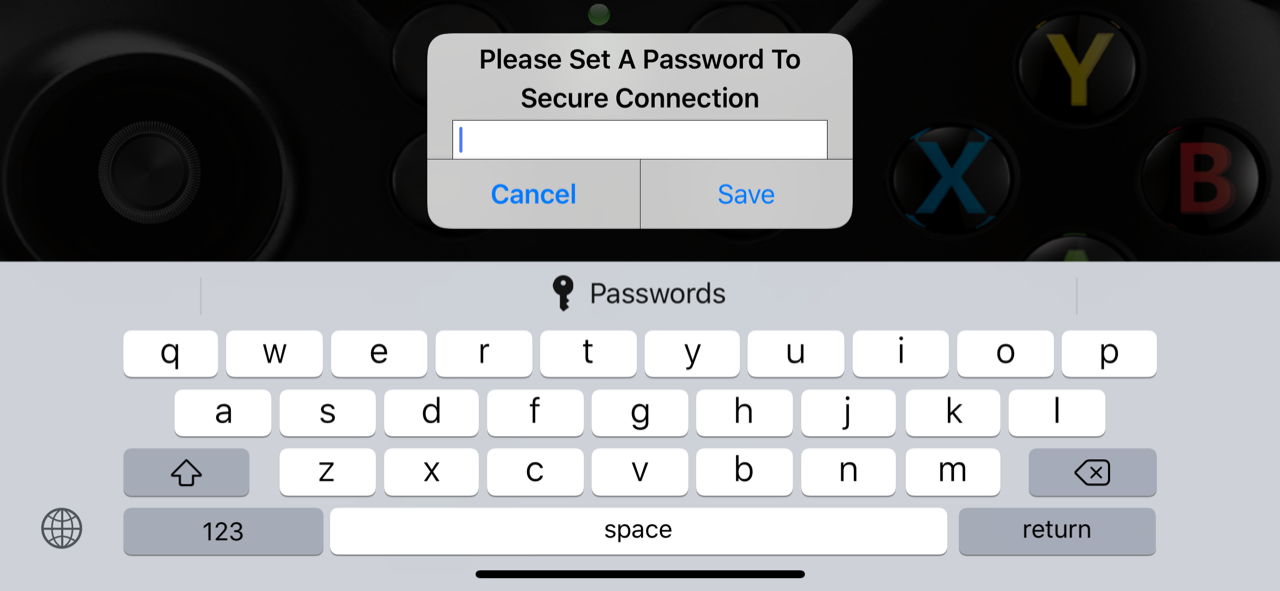 Please Set A Password To
Secure Connection
Y
X
B
Cancel
Save
Passwords
q w e r t y u i o p
a s d f g h j k l
z x c v b n m
123
space
return